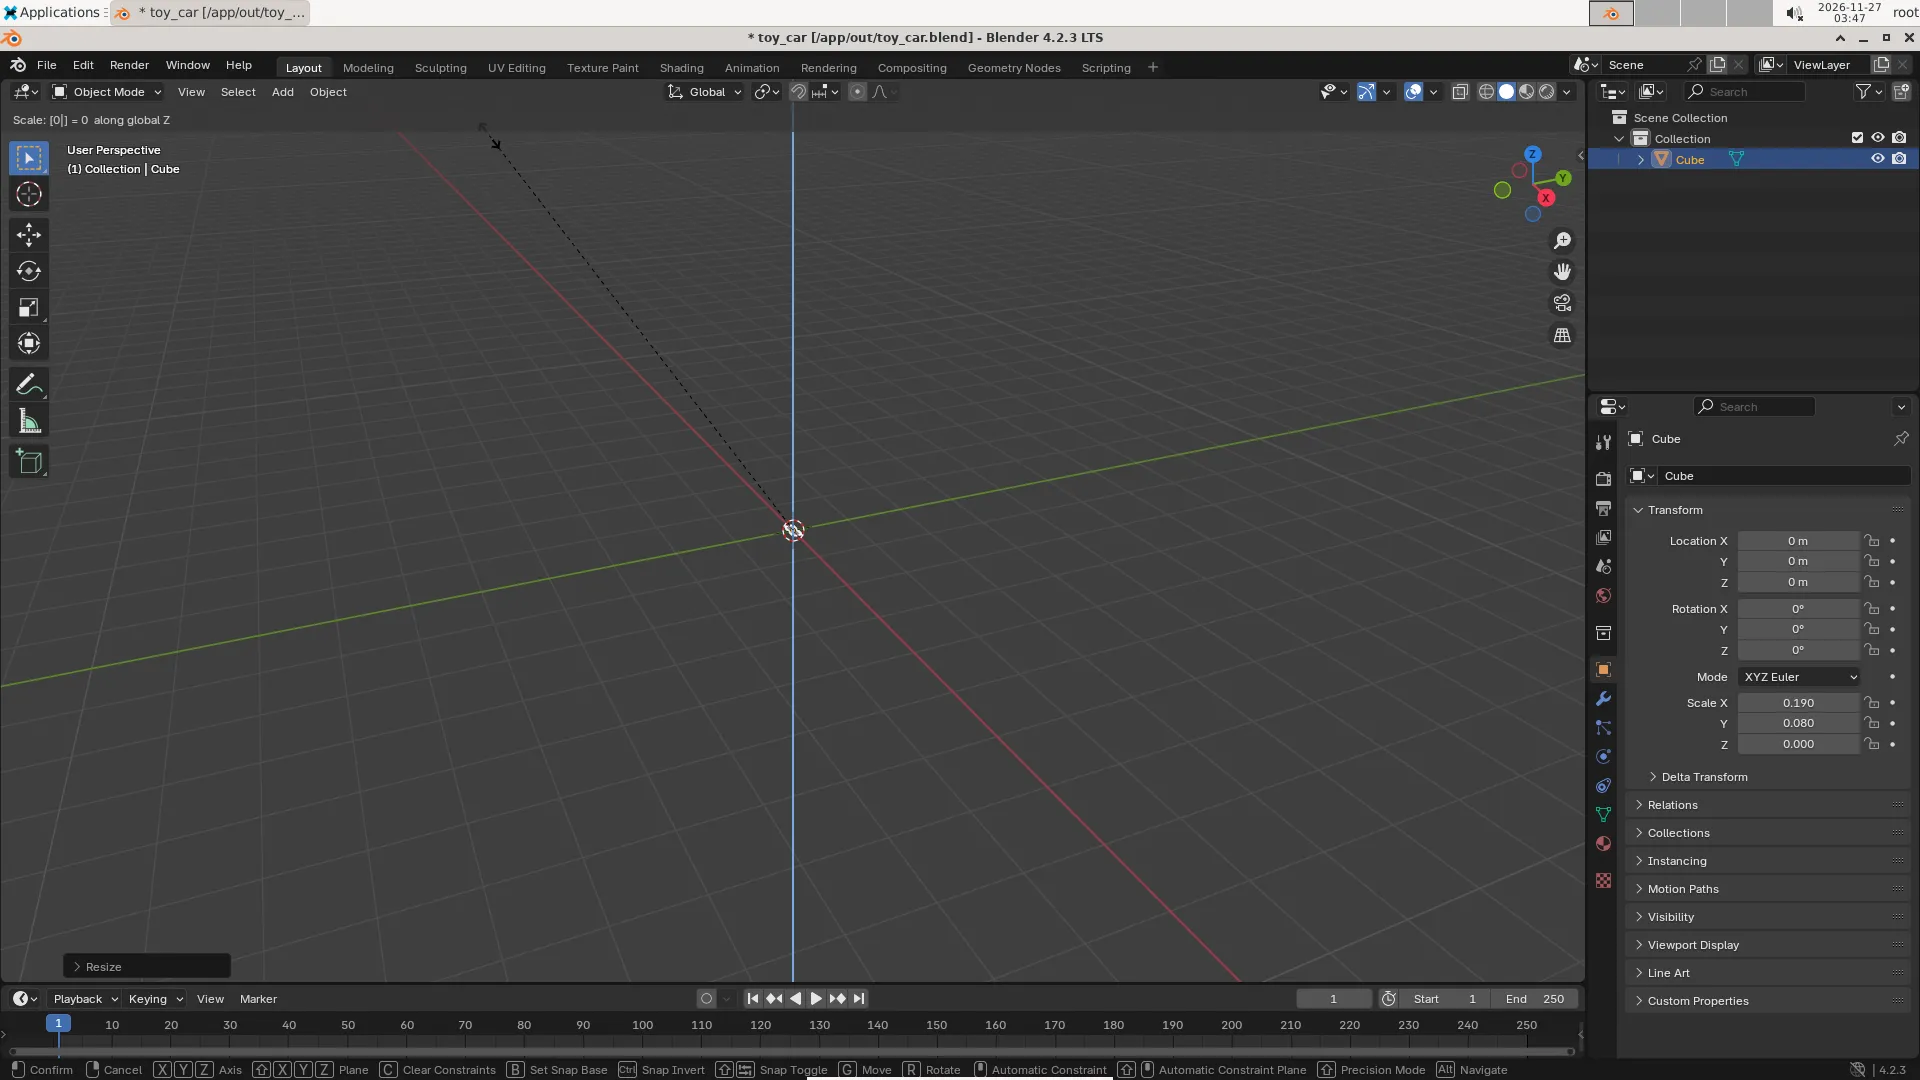 Applications
* toy_car [/app/out/toy_...
2026-11-27
03:47
root
* toy_car [/app/out/toy_car.blend] - Blender 4.2.3 LTS
File
Edit
Render
Window
Help
Layout
Modeling
Sculpting
UV Editing
Texture Paint
Shading
Animation
Rendering
Compositing
Geometry Nodes
Scripting
+
Scene
ViewLayer
Object Mode
View
Select
Add
Object
Global
Search
Scale: [0|] = 0 along global Z
User Perspective
(1) Collection | Cube
Z
Y
X
Scene Collection
Collection
Cube
Search
Cube
Cube
Transform
Location X 0 m
Y 0 m
Z 0 m
Rotation X 0°
Y 0°
Z 0°
Mode XYZ Euler
Scale X 0.190
Y 0.080
Z 0.000
Delta Transform
Relations
Collections
Instancing
Motion Paths
Visibility
Viewport Display
Line Art
Custom Properties
Resize
Playback
Keying
View
Marker
1
Start 1
End 250
1 10 20 30 40 50 60 70 80 90 100 110 120 130 140 150 160 170 180 190 200 210 220 230 240 250
Confirm
Cancel
X Y Z Axis
X Y Z Plane
C Clear Constraints
B Set Snap Base
Ctrl Snap Invert
Snap Toggle
G Move
R Rotate
Automatic Constraint
Automatic Constraint Plane
Precision Mode
Alt Navigate
4.2.3